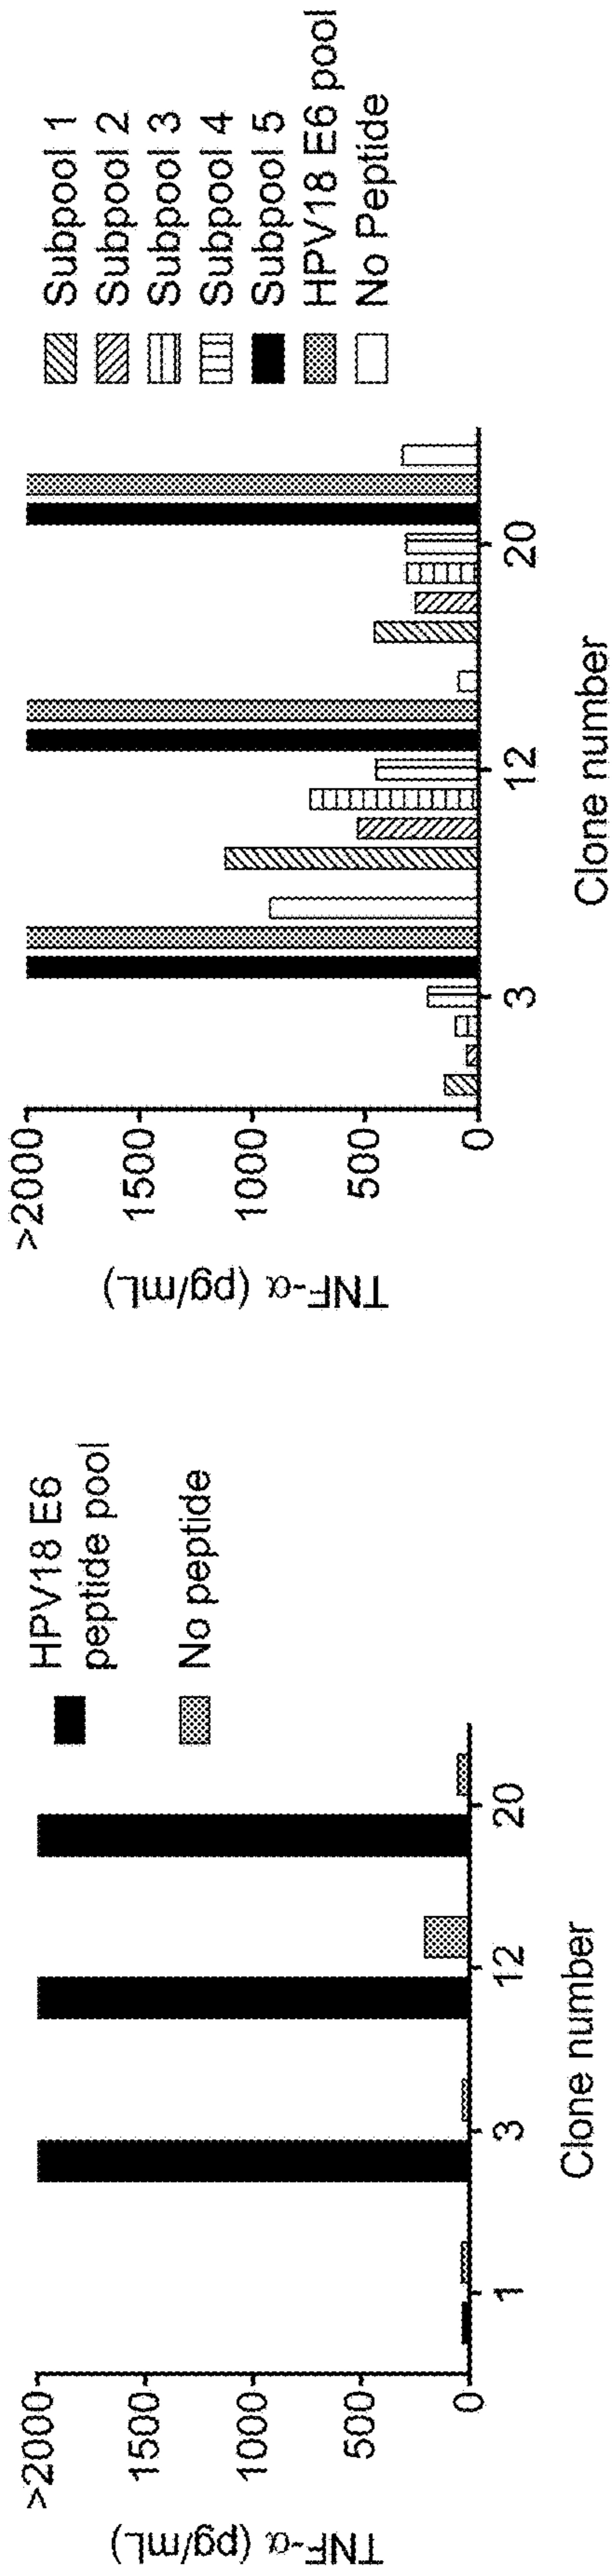 >2000
1500
1000
500
0
TNF-α (pg/mL)
1
3
12
20
Clone number
HPV18 E6
peptide pool
No peptide
>2000
1500
1000
500
0
TNF-α (pg/mL)
3
12
20
Clone number
Subpool 1
Subpool 2
Subpool 3
Subpool 4
Subpool 5
HPV18 E6 pool
No Peptide